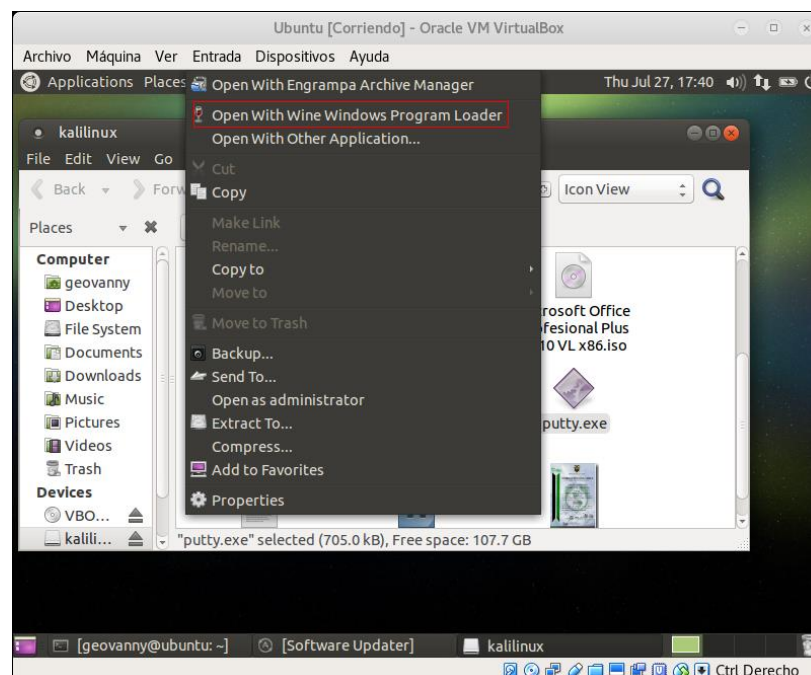 Ubuntu [Corriendo] - Oracle VM VirtualBox
Archivo Máquina Ver Entrada Dispositivos Ayuda
Applications Places
Thu Jul 27, 17:40
kalilinux
File Edit View Go
Back
Icon View
Places
Computer
geovanny
Desktop
File System
Documents
Downloads
Music
Pictures
Videos
Trash
Devices
VBO...
kalili...
Open With Engrampa Archive Manager
Open With Wine Windows Program Loader
Open With Other Application...
Cut
Copy
Make Link
Rename...
Copy to
Move to
Move to Trash
Backup...
Send To...
Open as administrator
Extract To...
Compress...
Add to Favorites
Properties
rosoft Office
fesional Plus
10 VL x86.iso
putty.exe
"putty.exe" selected (705.0 kB), Free space: 107.7 GB
[geovanny@ubuntu: ~]
[Software Updater]
kalilinux
Ctrl Derecho